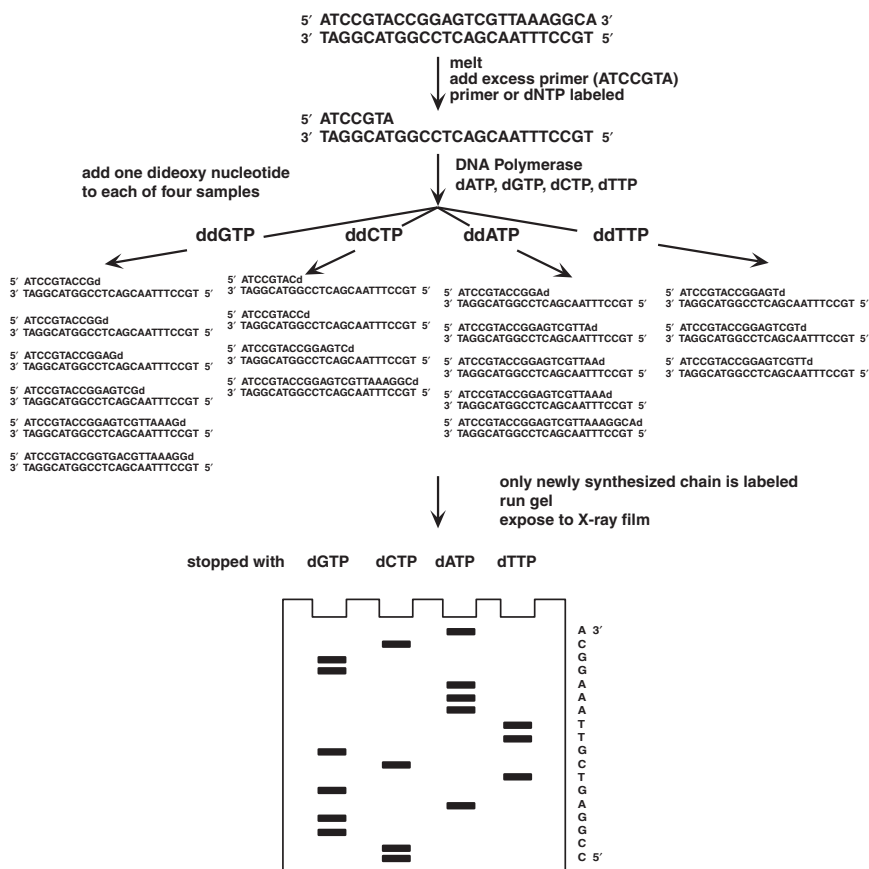 5′ ATCCGTACCGGAGTCGTTAAAGGCA 3′
3′ TAGGCATGGCCTCAGCAATTTCCGT 5′
melt
add excess primer (ATCCGTA)
primer or dNTP labeled
5′ ATCCGTA
3′ TAGGCATGGCCTCAGCAATTTCCGT 5′
add one dideoxy nucleotide
to each of four samples
DNA Polymerase
dATP, dGTP, dCTP, dTTP
ddGTP ddCTP ddATP ddTTP
5′ ATCCGTACCGd
3′ TAGGCATGGCCTCAGCAATTTCCGT 5′
5′ ATCCGTACCGGd
3′ TAGGCATGGCCTCAGCAATTTCCGT 5′
5′ ATCCGTACCGGAGd
3′ TAGGCATGGCCTCAGCAATTTCCGT 5′
5′ ATCCGTACCGGAGTCGd
3′ TAGGCATGGCCTCAGCAATTTCCGT 5′
5′ ATCCGTACCGGAGTCGTTAAAGd
3′ TAGGCATGGCCTCAGCAATTTCCGT 5′
5′ ATCCGTACCGGTGACGTTAAAGGd
3′ TAGGCATGGCCTCAGCAATTTCCGT 5′
5′ ATCCGTACd
3′ TAGGCATGGCCTCAGCAATTTCCGT 5′
5′ ATCCGTACCd
3′ TAGGCATGGCCTCAGCAATTTCCGT 5′
5′ ATCCGTACCGGAGTCd
3′ TAGGCATGGCCTCAGCAATTTCCGT 5′
5′ ATCCGTACCGGAGTCGTTAAAGGCd
3′ TAGGCATGGCCTCAGCAATTTCCGT 5′
5′ ATCCGTACCGGAd
3′ TAGGCATGGCCTCAGCAATTTCCGT 5′
5′ ATCCGTACCGGAGTCGTTAd
3′ TAGGCATGGCCTCAGCAATTTCCGT 5′
5′ ATCCGTACCGGAGTCGTTAAd
3′ TAGGCATGGCCTCAGCAATTTCCGT 5′
5′ ATCCGTACCGGAGTCGTTAAAd
3′ TAGGCATGGCCTCAGCAATTTCCGT 5′
5′ ATCCGTACCGGAGTCGTTAAAGGCAd
3′ TAGGCATGGCCTCAGCAATTTCCGT 5′
5′ ATCCGTACCGGAGTd
3′ TAGGCATGGCCTCAGCAATTTCCGT 5′
5′ ATCCGTACCGGAGTCGTd
3′ TAGGCATGGCCTCAGCAATTTCCGT 5′
5′ ATCCGTACCGGAGTCGTTd
3′ TAGGCATGGCCTCAGCAATTTCCGT 5′
only newly synthesized chain is labeled
run gel
expose to X-ray film
stopped with dGTP dCTP dATP dTTP
A 3′
C
G
G
A
A
A
T
T
G
C
T
G
A
G
G
C
C 5′